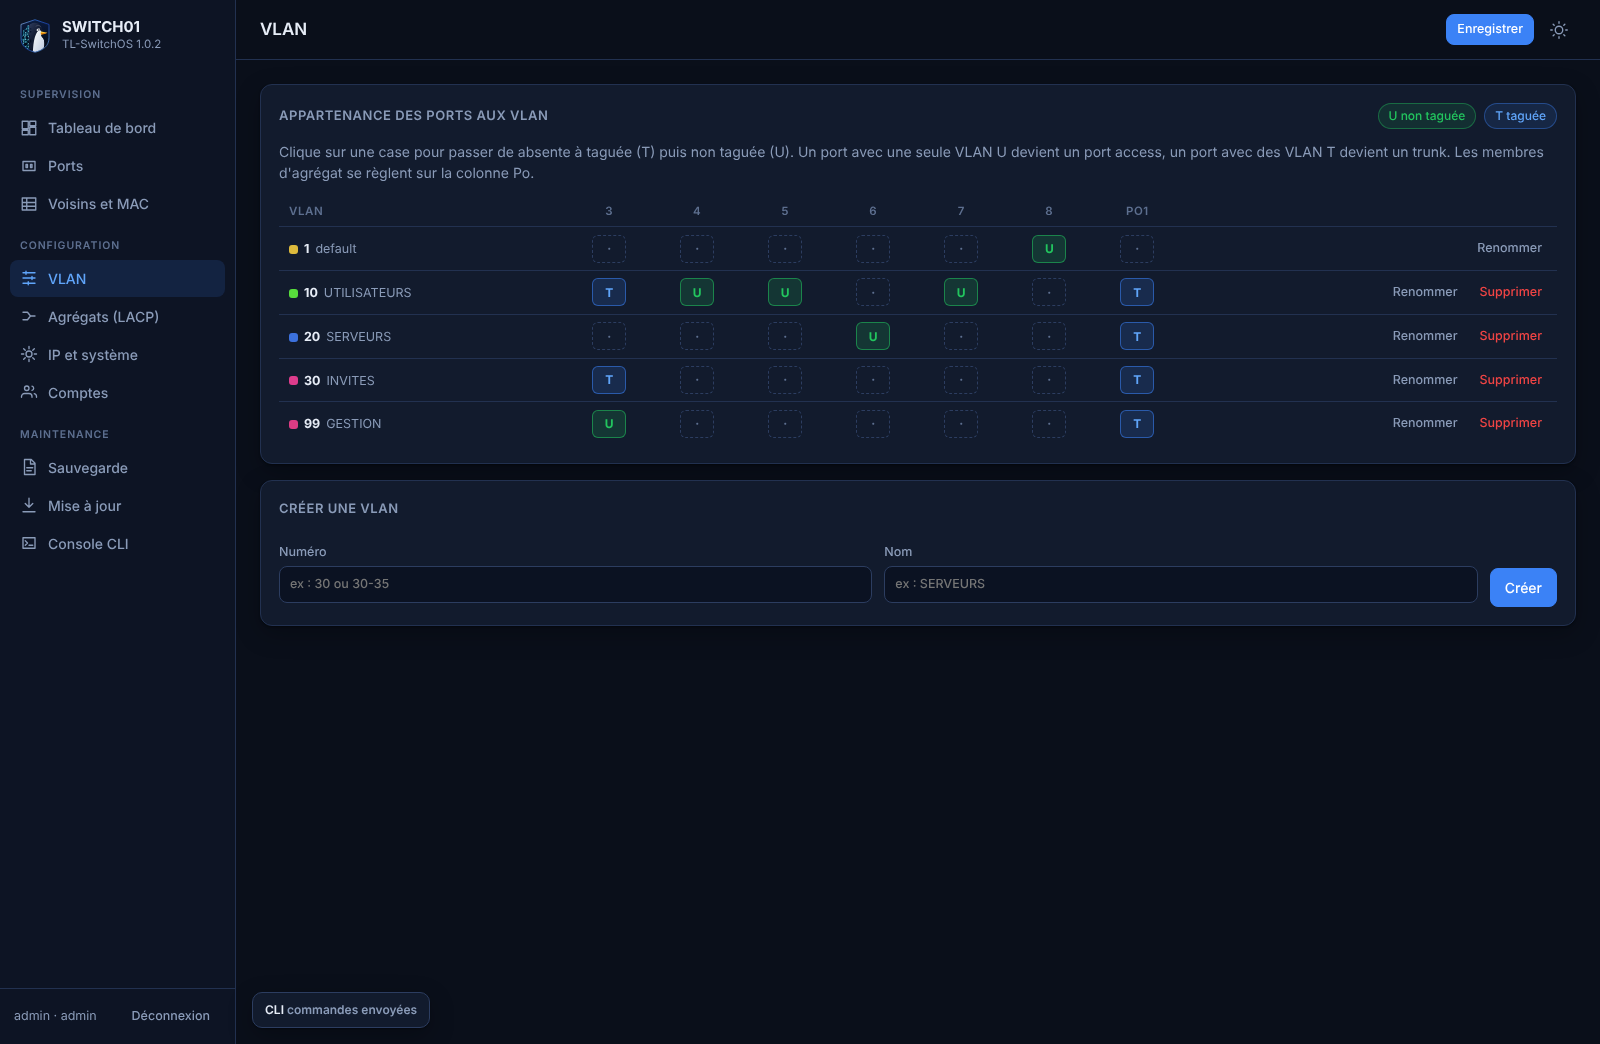 SWITCH01
TL-SwitchOS 1.0.2
SUPERVISION
Tableau de bord
Ports
Voisins et MAC
CONFIGURATION
VLAN
Agrégats (LACP)
IP et système
Comptes
MAINTENANCE
Sauvegarde
Mise à jour
Console CLI
admin · admin Déconnexion
VLAN Enregistrer
APPARTENANCE DES PORTS AUX VLAN U non taguée T taguée
Clique sur une case pour passer de absente à taguée (T) puis non taguée (U). Un port avec une seule VLAN U devient un port access, un port avec des VLAN T devient un trunk. Les membres
d'agrégat se règlent sur la colonne Po.
VLAN 3 4 5 6 7 8 PO1
1 default · · · · · U · Renommer
10 UTILISATEURS T U U · U · T Renommer Supprimer
20 SERVEURS · · · U · · T Renommer Supprimer
30 INVITES T · · · · · T Renommer Supprimer
99 GESTION U · · · · · T Renommer Supprimer
CRÉER UNE VLAN
Numéro Nom
ex : 30 ou 30-35 ex : SERVEURS Créer
CLI commandes envoyées